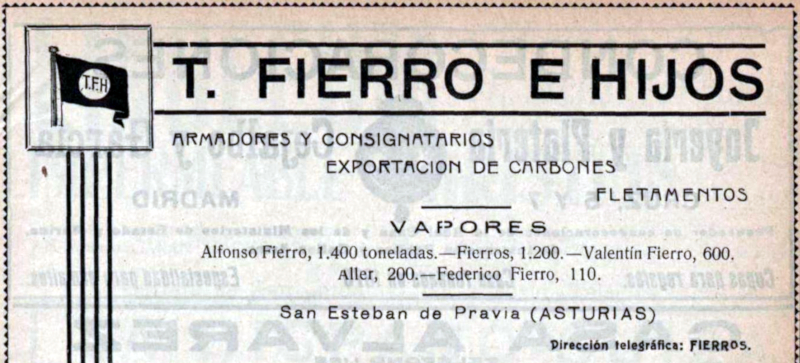 T.F.H
T. FIERRO E HIJOS
ARMADORES Y CONSIGNATARIOS
EXPORTACION DE CARBONES
FLETAMENTOS
VAPORES
Alfonso Fierro, 1.400 toneladas.—Fierros, 1.200.—Valentín Fierro, 600.
Aller, 200.—Federico Fierro, 110.
San Esteban de Pravia (ASTURIAS)
Dirección telegráfica: FIERROS.